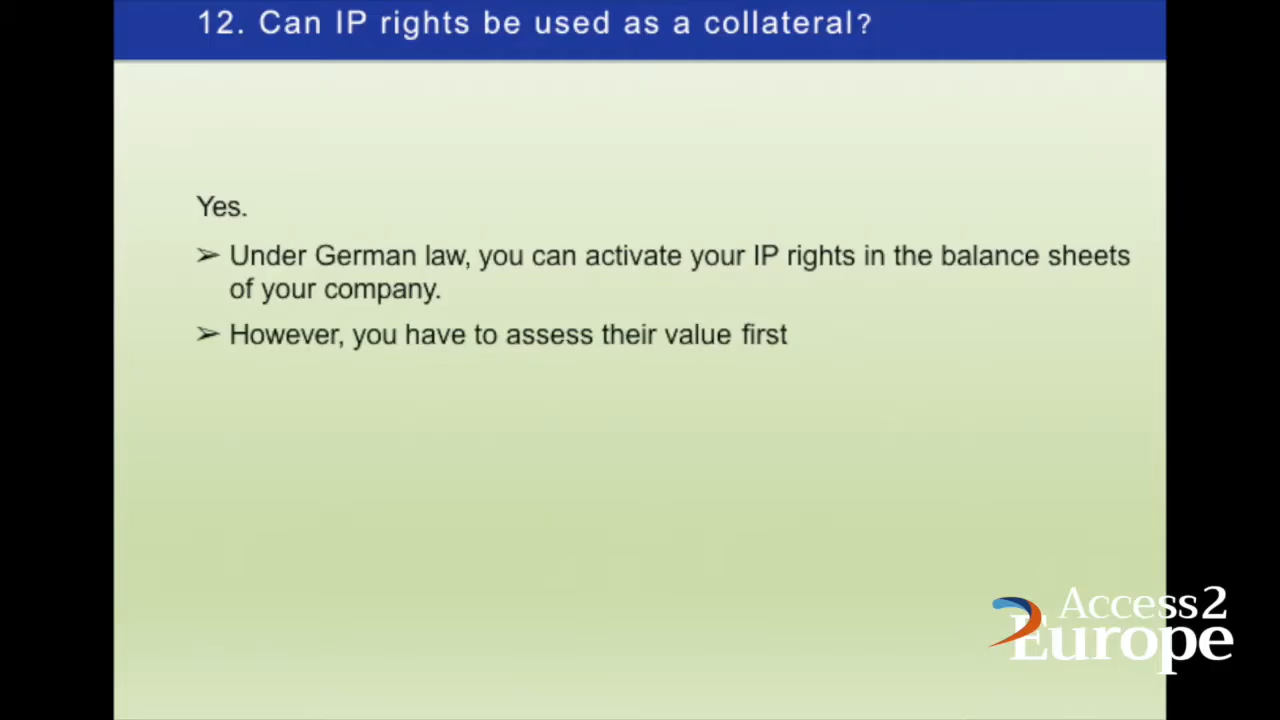 12. Can IP rights be used as a collateral?
Yes.
➢ Under German law, you can activate your IP rights in the balance sheets
of your company.
➢ However, you have to assess their value first
Access2
Europe